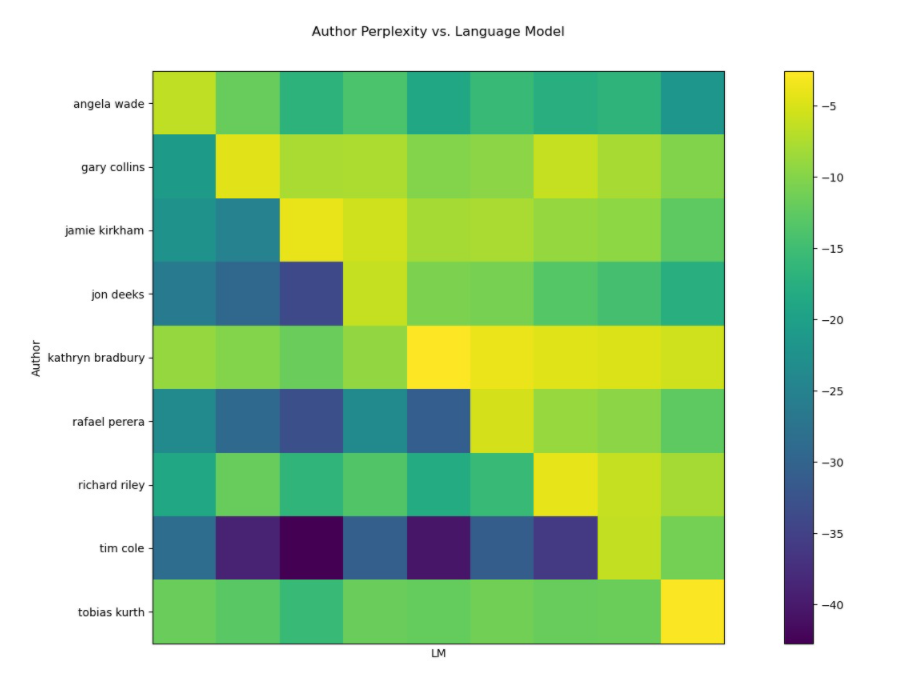 Author Perplexity vs. Language Model
angela wade
gary collins
jamie kirkham
jon deeks
kathryn bradbury
rafael perera
richard riley
tim cole
tobias kurth
Author
LM
−5
−10
−15
−20
−25
−30
−35
−40